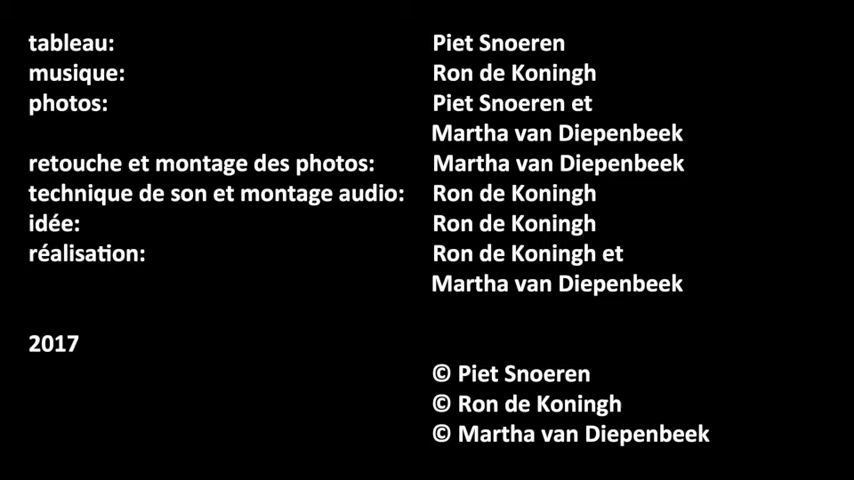 tableau: Piet Snoeren
musique: Ron de Koningh
photos: Piet Snoeren et
Martha van Diepenbeek
retouche et montage des photos: Martha van Diepenbeek
technique de son et montage audio: Ron de Koningh
idée: Ron de Koningh
réalisation: Ron de Koningh et
Martha van Diepenbeek
2017
© Piet Snoeren
© Ron de Koningh
© Martha van Diepenbeek